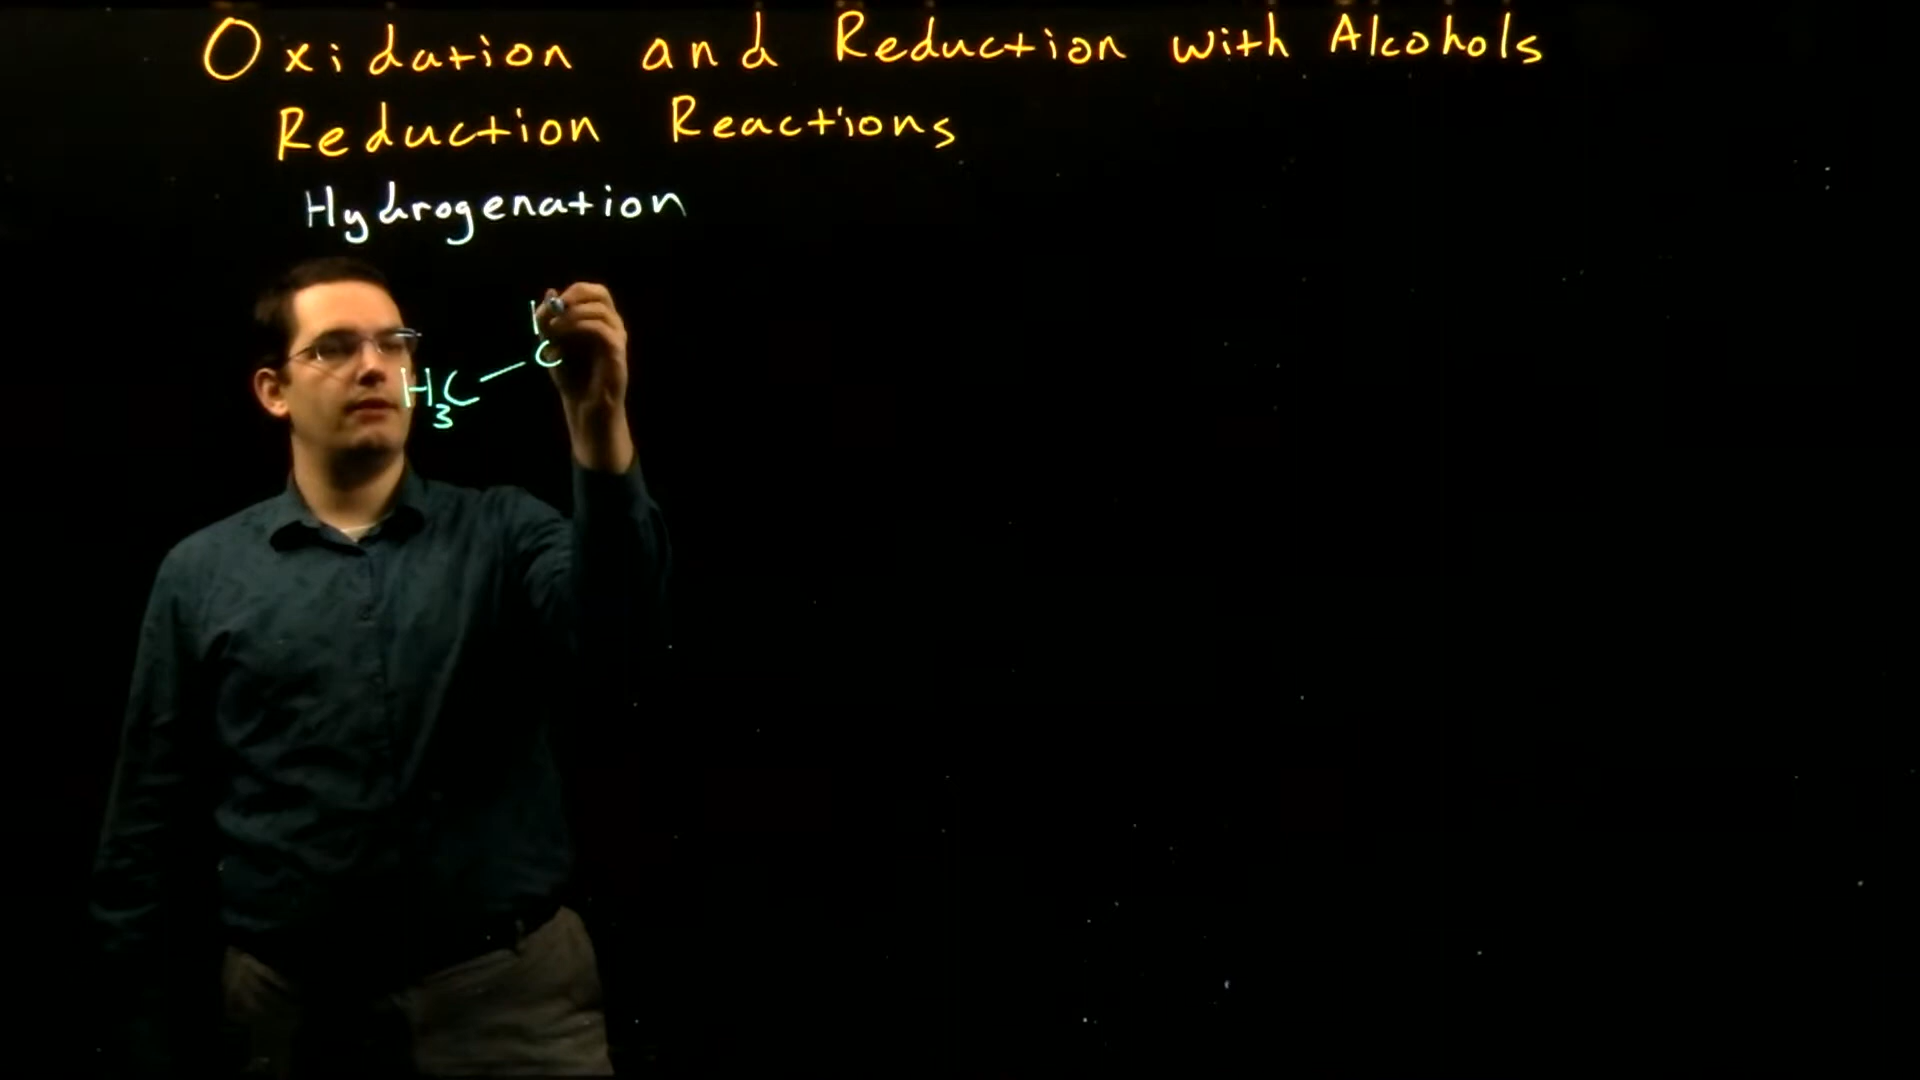 Oxidation and Reduction with Alcohols
Reduction Reactions
Hydrogenation
H
H3C — C